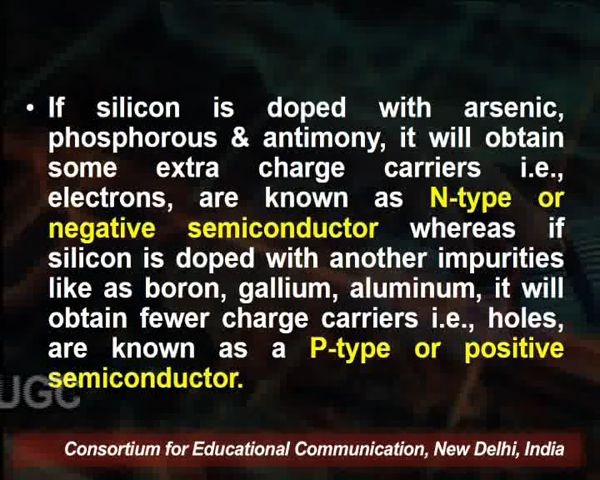 • If silicon is doped with arsenic,
phosphorous & antimony, it will obtain
some extra charge carriers i.e.,
electrons, are known as N-type or
negative semiconductor whereas if
silicon is doped with another impurities
like as boron, gallium, aluminum, it will
obtain fewer charge carriers i.e., holes,
are known as a P-type or positive
semiconductor.
UGC
Consortium for Educational Communication, New Delhi, India